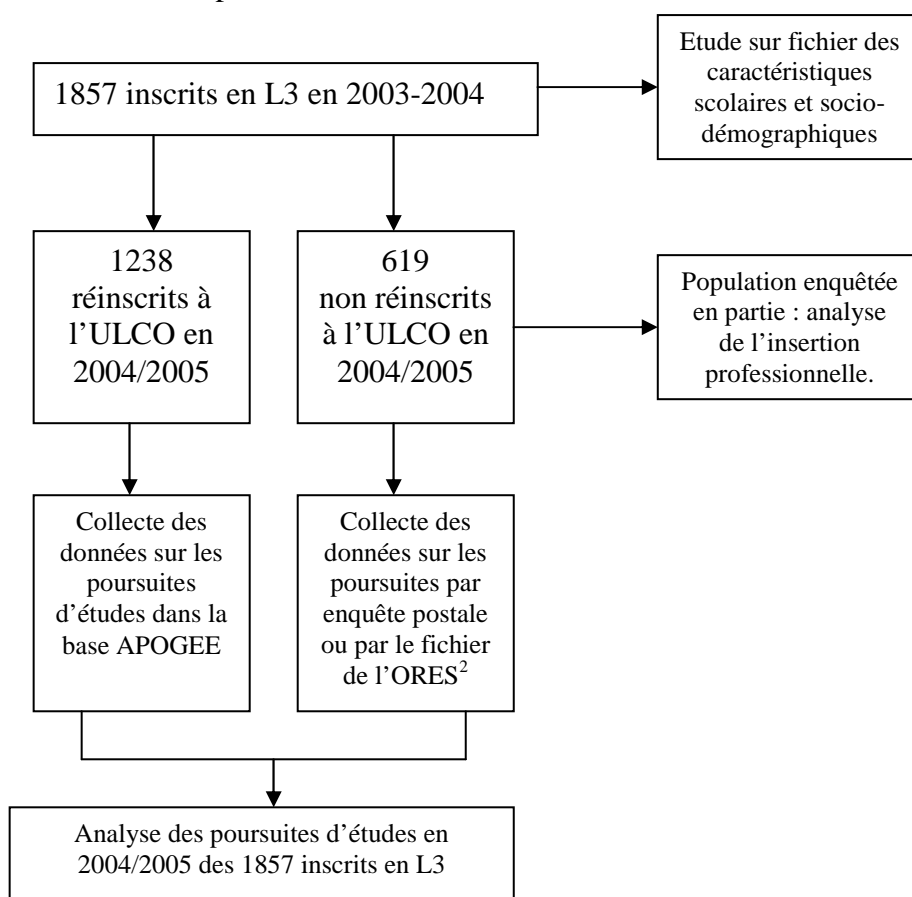 Etude sur fichier des
caractéristiques
scolaires et socio-
démographiques
1857 inscrits en L3 en 2003-2004
1238
réinscrits à
l’ULCO en
2004/2005
619
non réinscrits
à l’ULCO en
2004/2005
Population enquêtée
en partie : analyse
de l’insertion
professionnelle.
Collecte des
données sur les
poursuites
d’études dans la
base APOGEE
Collecte des
données sur les
poursuites par
enquête postale
ou par le fichier
de l’ORES²
Analyse des poursuites d’études en
2004/2005 des 1857 inscrits en L3